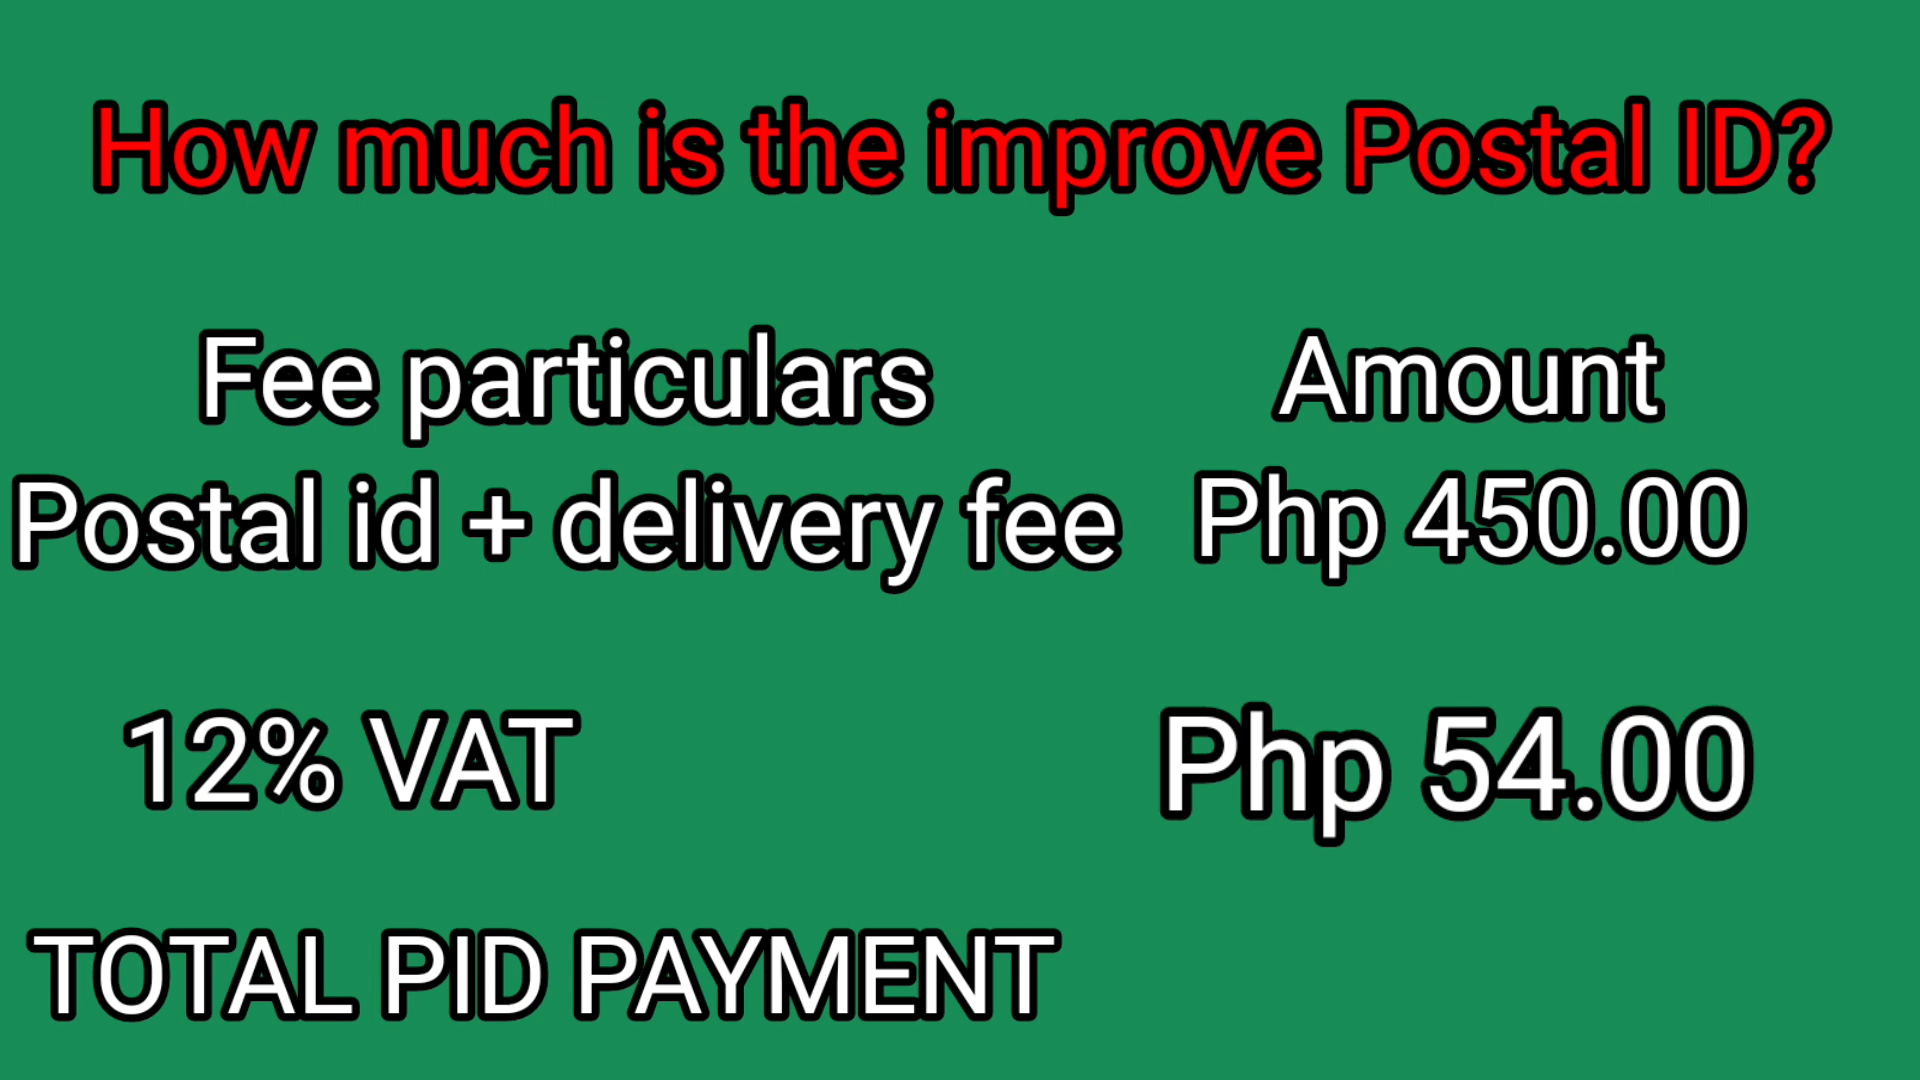 How much is the improve Postal ID?
Fee particulars Amount
Postal id + delivery fee Php 450.00
12% VAT Php 54.00
TOTAL PID PAYMENT